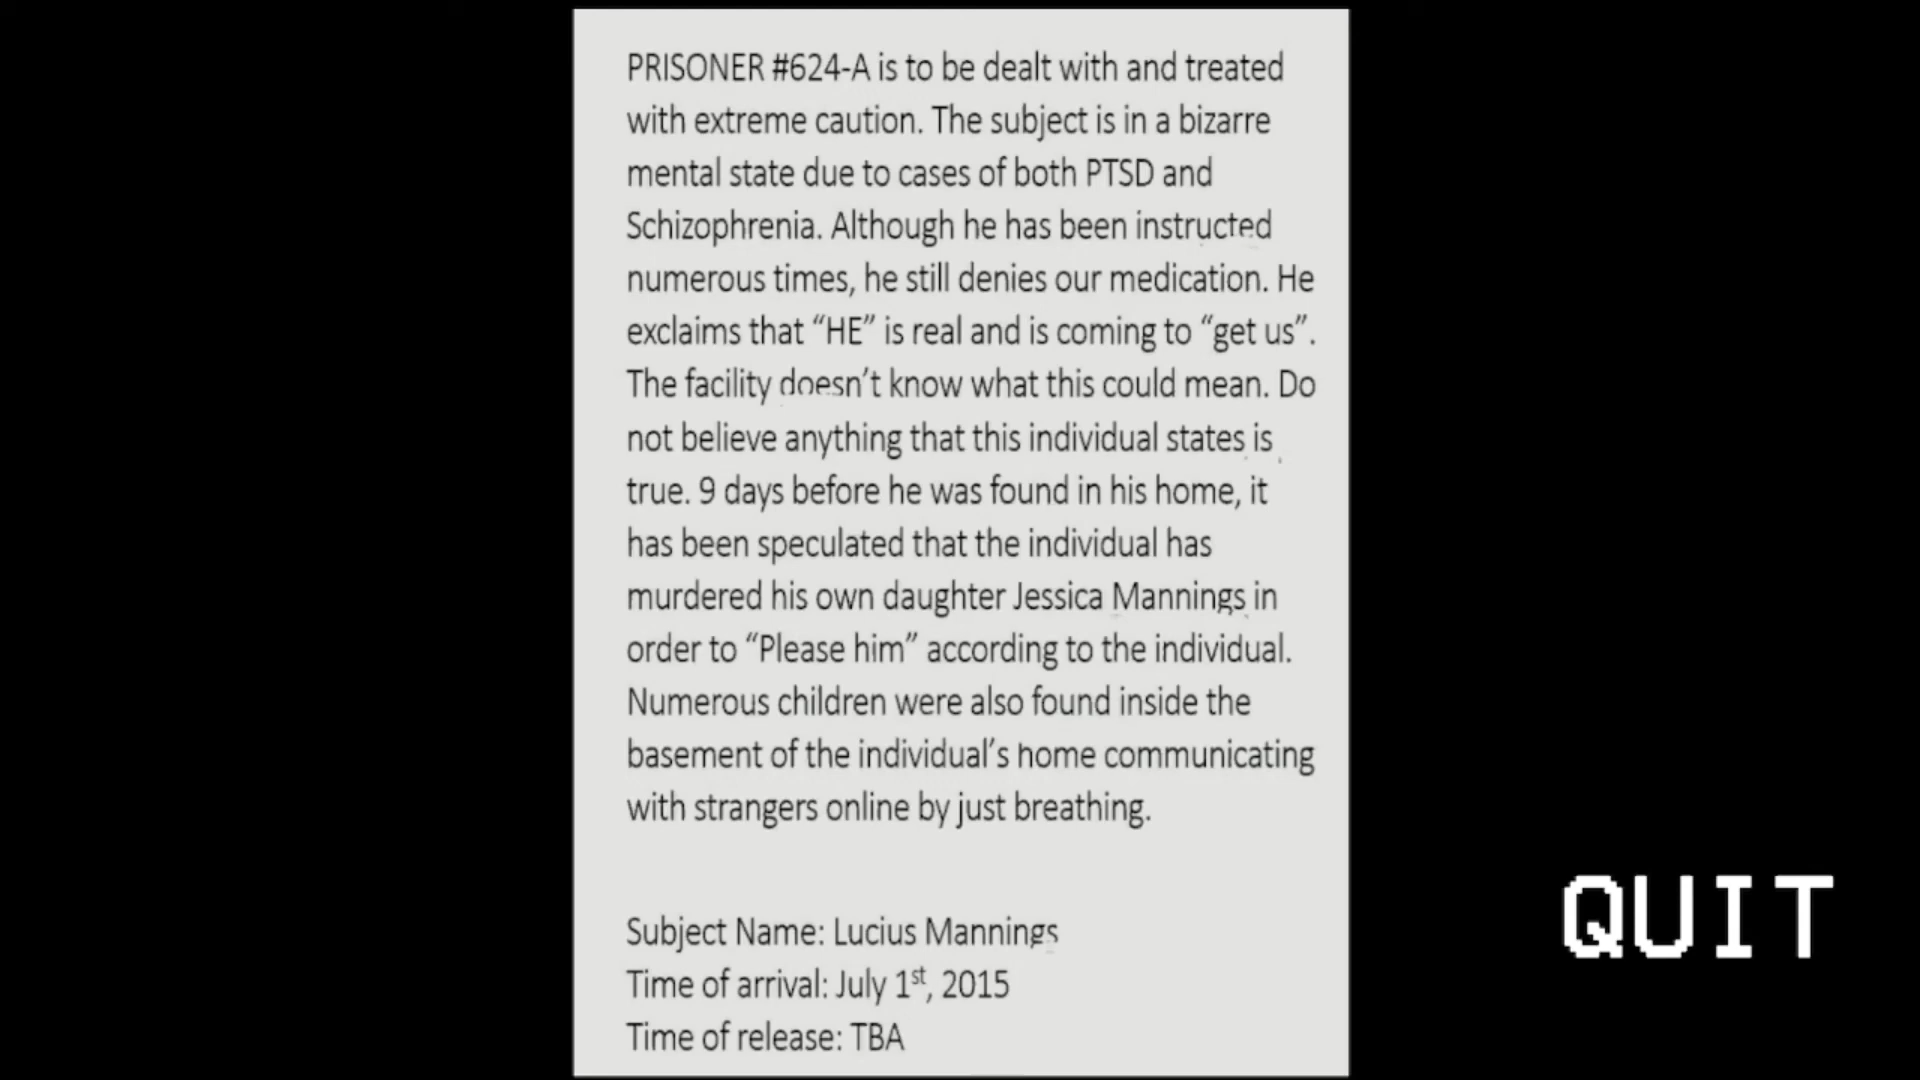 PRISONER #624-A is to be dealt with and treated
with extreme caution. The subject is in a bizarre
mental state due to cases of both PTSD and
Schizophrenia. Although he has been instructed
numerous times, he still denies our medication. He
exclaims that “HE” is real and is coming to “get us”.
The facility doesn’t know what this could mean. Do
not believe anything that this individual states is
true. 9 days before he was found in his home, it
has been speculated that the individual has
murdered his own daughter Jessica Mannings in
order to “Please him” according to the individual.
Numerous children were also found inside the
basement of the individual’s home communicating
with strangers online by just breathing.
Subject Name: Lucius Mannings
Time of arrival: July 1st, 2015
Time of release: TBA
QUIT